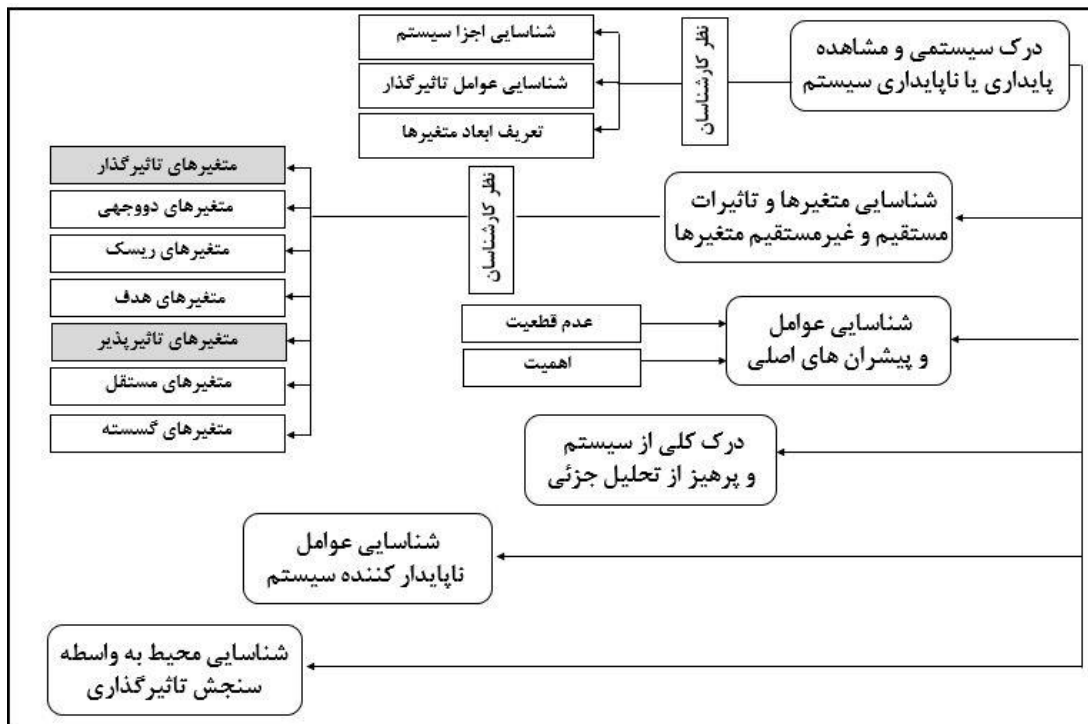 درک سیستمی و مشاهده
پایداری یا ناپایداری سیستم
نظر کارشناسان
شناسایی اجزا سیستم
شناسایی عوامل تاثیرگذار
تعریف ابعاد متغیرها
شناسایی متغیرها و تاثیرات
مستقیم و غیرمستقیم متغیرها
نظر کارشناسان
متغیرهای تاثیرگذار
متغیرهای دووجهی
متغیرهای ریسک
متغیرهای هدف
متغیرهای تاثیرپذیر
متغیرهای مستقل
متغیرهای گسسته
شناسایی عوامل
و پیشران های اصلی
عدم قطعیت
اهمیت
درک کلی از سیستم
و پرهیز از تحلیل جزئی
شناسایی عوامل
ناپایدار کننده سیستم
شناسایی محیط به واسطه
سنجش تاثیرگذاری